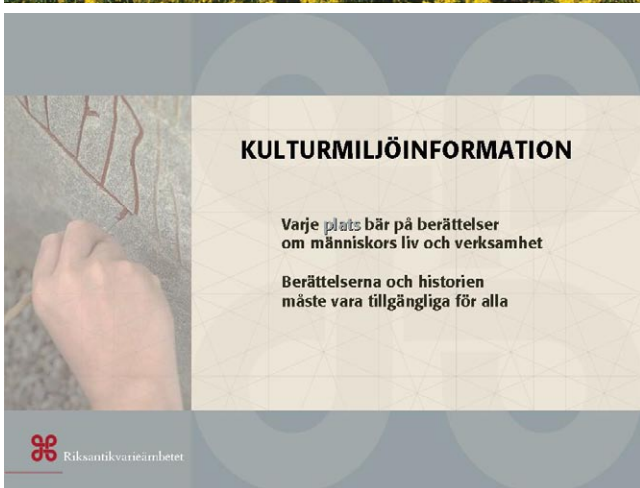 KULTURMILJÖINFORMATION
Varje plats bär på berättelser
om människors liv och verksamhet
Berättelserna och historien
måste vara tillgängliga för alla
Riksantikvarieämbetet